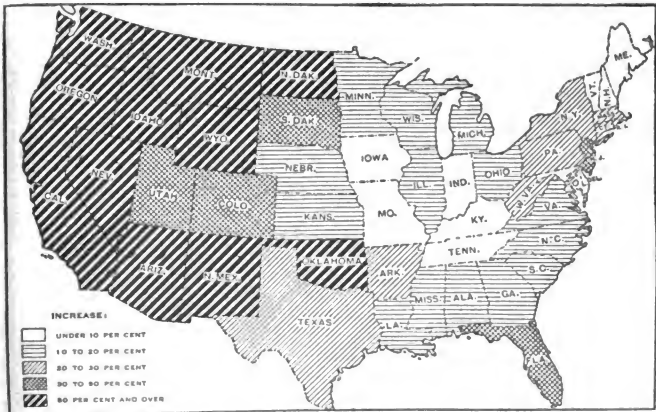 WASH.
MONT.
N. DAK.
MINN.
ME.
VT.
N.H.
OREGON
IDAHO
WYO.
S. DAK.
WIS.
MICH.
N.Y.
NEV.
NEBR.
IOWA
PA.
CAL.
UTAH
COLO.
KANS.
MO.
ILL.
IND.
OHIO
W. VA.
VA.
KY.
ARIZ.
N. MEX.
OKLAHOMA
ARK.
TENN.
N.C.
S.C.
TEXAS
LA.
MISS.
ALA.
GA.
FLA.
INCREASE:
UNDER 10 PER CENT
10 TO 20 PER CENT
20 TO 30 PER CENT
30 TO 50 PER CENT
50 PER CENT AND OVER